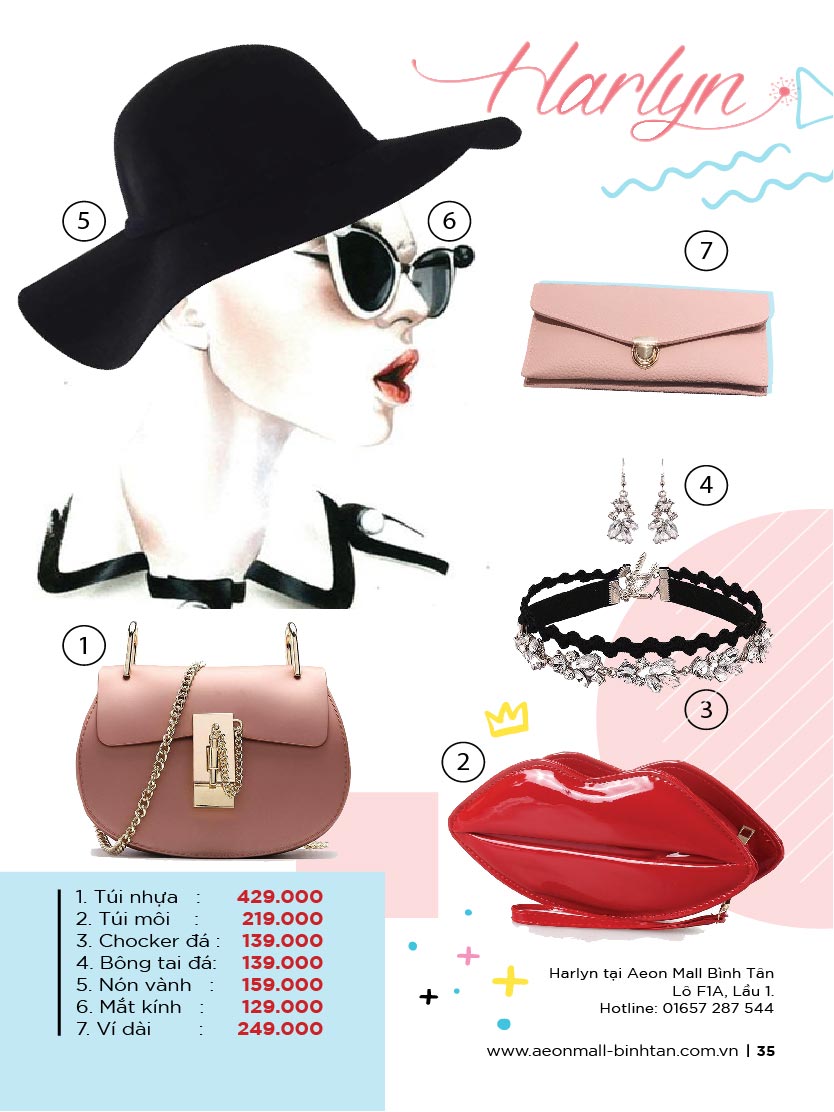 Harlyn
5
6
7
4
3
1
2
1. Túi nhựa : 429.000
2. Túi môi : 219.000
3. Chocker đá : 139.000
4. Bông tai đá: 139.000
5. Nón vành : 159.000
6. Mắt kính : 129.000
7. Ví dài : 249.000
Harlyn tại Aeon Mall Bình Tân
Lô F1A, Lầu 1.
Hotline: 01657 287 544
www.aeonmall-binhtan.com.vn | 35